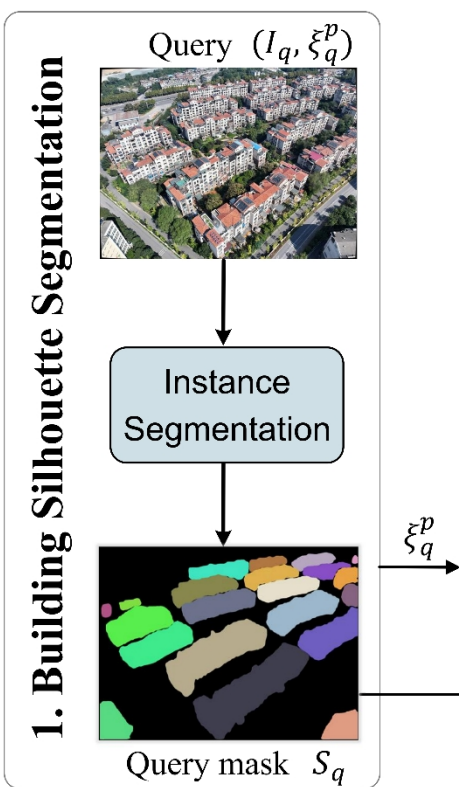 Query (I_q, ξ_q^p)
1. Building Silhouette Segmentation
Instance
Segmentation
ξ_q^p
Query mask S_q